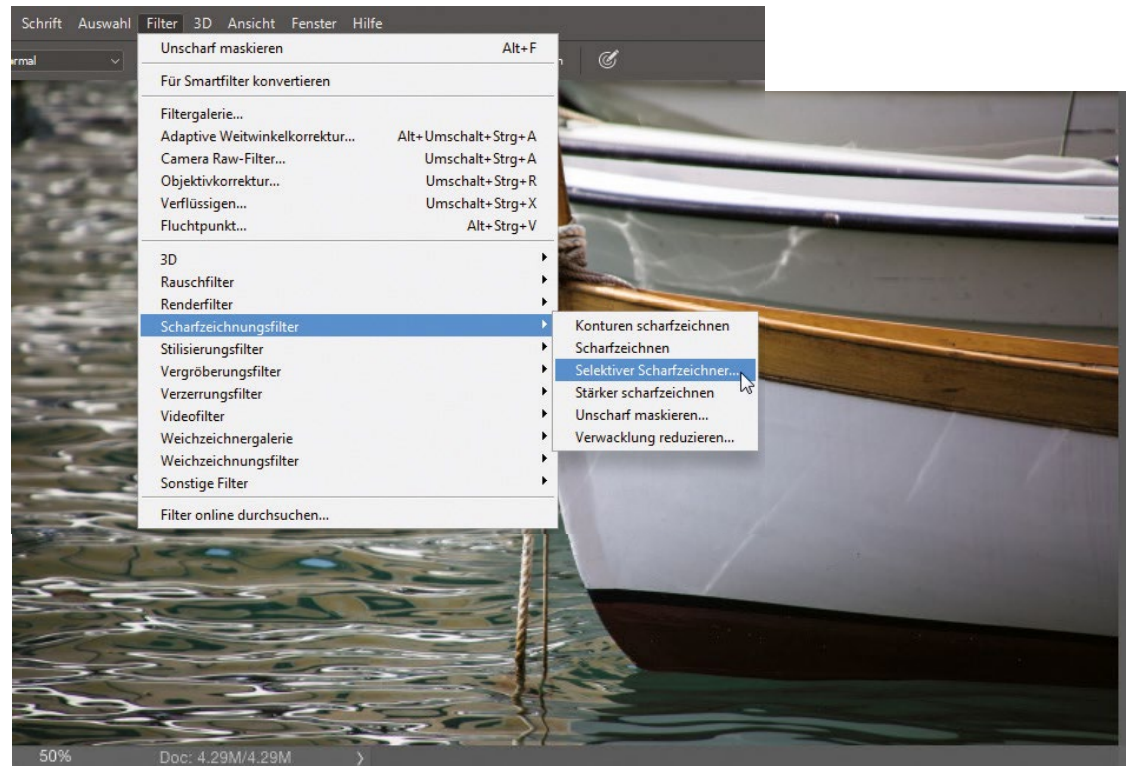 Schrift Auswahl Filter 3D Ansicht Fenster Hilfe
Unscharf maskieren Alt+F
Für Smartfilter konvertieren
Filtergalerie...
Adaptive Weitwinkelkorrektur... Alt+Umschalt+Strg+A
Camera Raw-Filter... Umschalt+Strg+A
Objektivkorrektur... Umschalt+Strg+R
Verflüssigen... Umschalt+Strg+X
Fluchtpunkt... Alt+Strg+V
3D
Rauschfilter
Renderfilter
Scharfzeichnungsfilter
Stilisierungsfilter
Vergröberungsfilter
Verzerrungsfilter
Videofilter
Weichzeichnergalerie
Weichzeichnungsfilter
Sonstige Filter
Filter online durchsuchen...
Konturen scharfzeichnen
Scharfzeichnen
Selektiver Scharfzeichner...
Stärker scharfzeichnen
Unscharf maskieren...
Verwacklung reduzieren...
50% Doc: 4.29M/4.29M